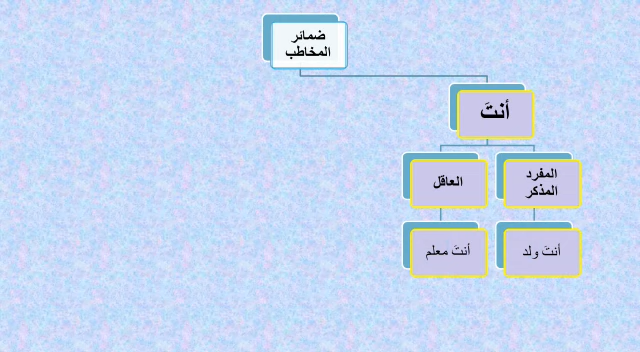 ضمائر
المخاطب
أنتَ
المفرد
المذكر
العاقل
أنتَ ولد
أنتَ معلم